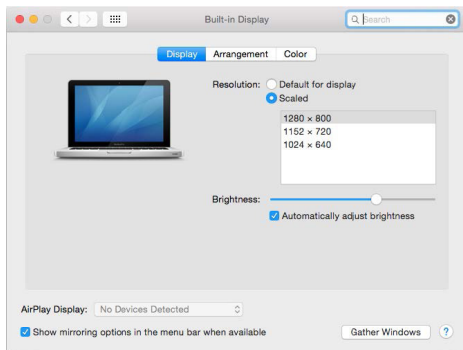 Built-in Display
Search
Display Arrangement Color
Resolution: Default for display
Scaled
1280 × 800
1152 × 720
1024 × 640
Brightness:
Automatically adjust brightness
AirPlay Display: No Devices Detected
Show mirroring options in the menu bar when available
Gather Windows ?